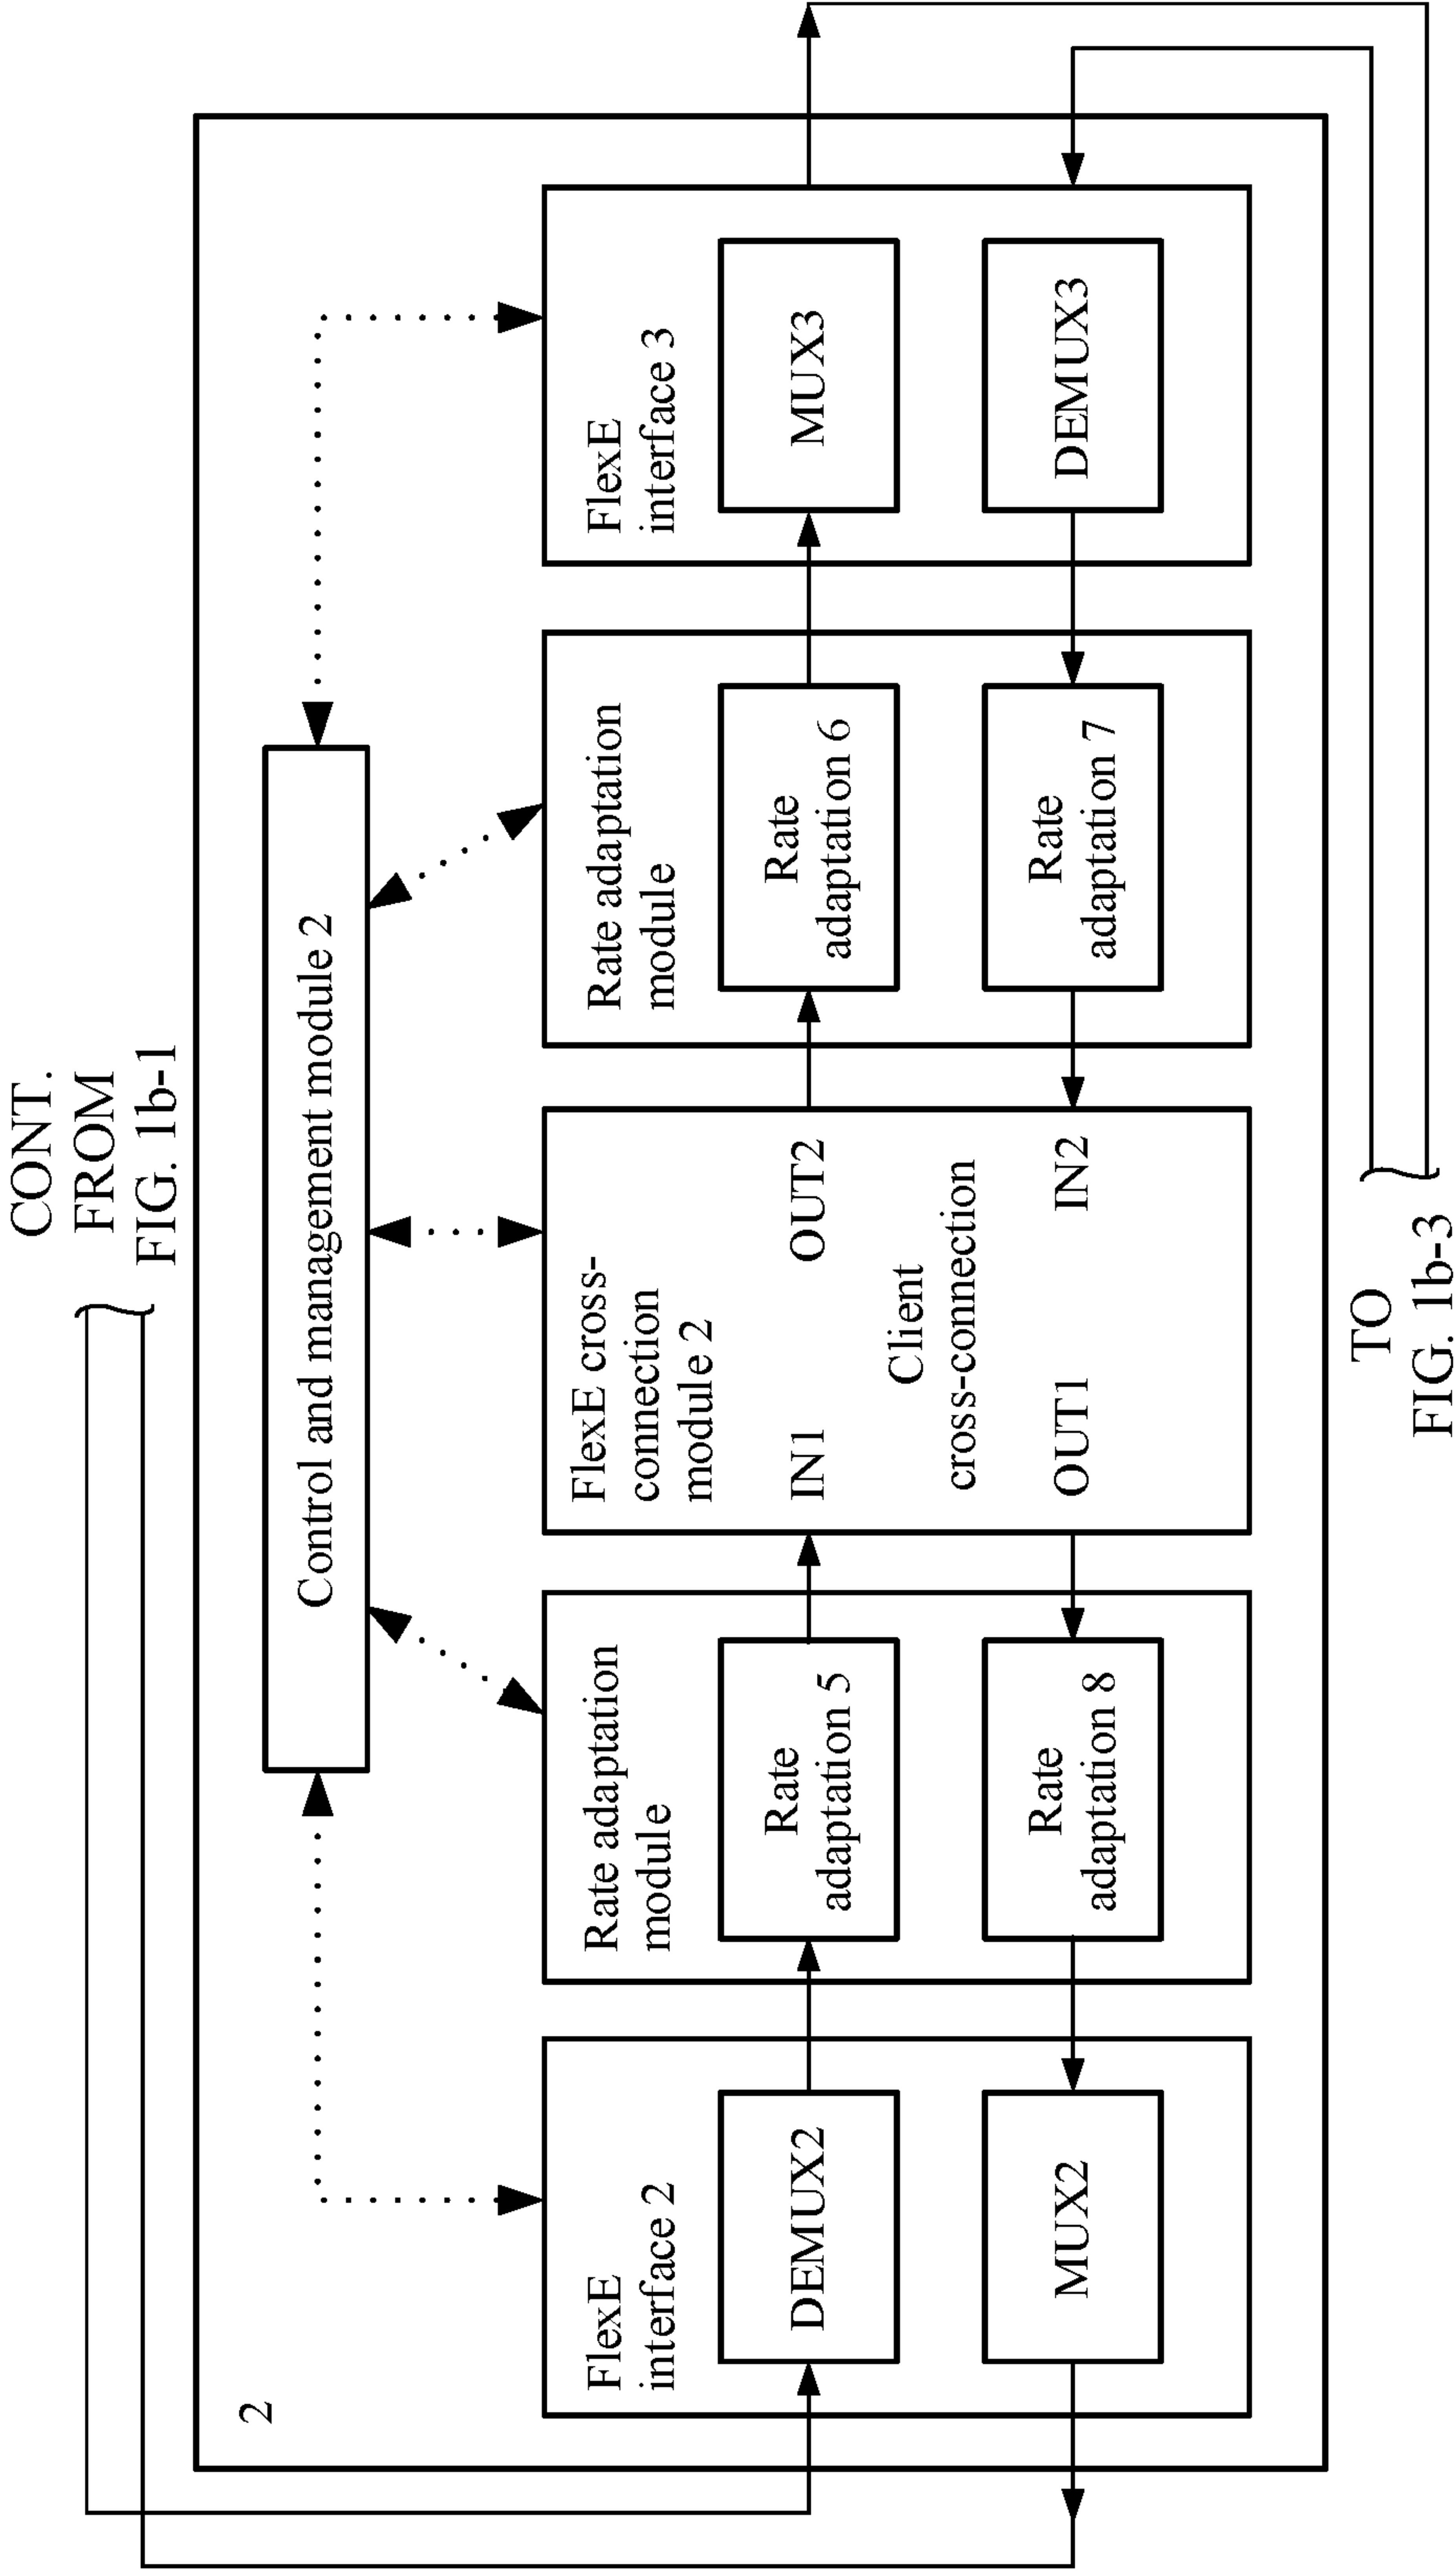 CONT.
FROM
FIG. 1b-1
2
Control and management module 2
FlexE
interface 2
DEMUX2
MUX2
Rate adaptation
module
Rate
adaptation 5
Rate
adaptation 8
FlexE cross-
connection
module 2
IN1
OUT2
Client
cross-connection
OUT1
IN2
Rate adaptation
module
Rate
adaptation 6
Rate
adaptation 7
FlexE
interface 3
MUX3
DEMUX3
TO
FIG. 1b-3